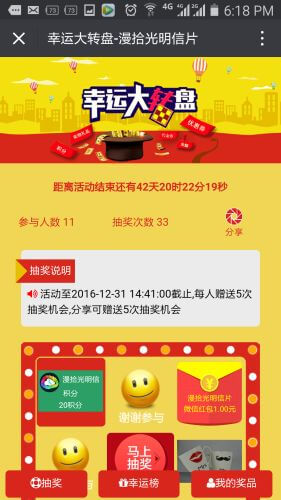 73 73 4G 4G 6:18 PM
幸运大转盘-漫拾光明信片
幸运大转盘
优惠券
积分
距离活动结束还有42天20时22分19秒
参与人数 11 抽奖次数 33
分享
抽奖说明
活动至2016-12-31 14:41:00截止,每人赠送5次
抽奖机会,分享可赠送5次抽奖机会
漫拾光明信
积分
20积分
谢谢参与
漫拾光明信片
微信红包1.00元
马上
抽奖
抽奖 幸运榜 我的奖品